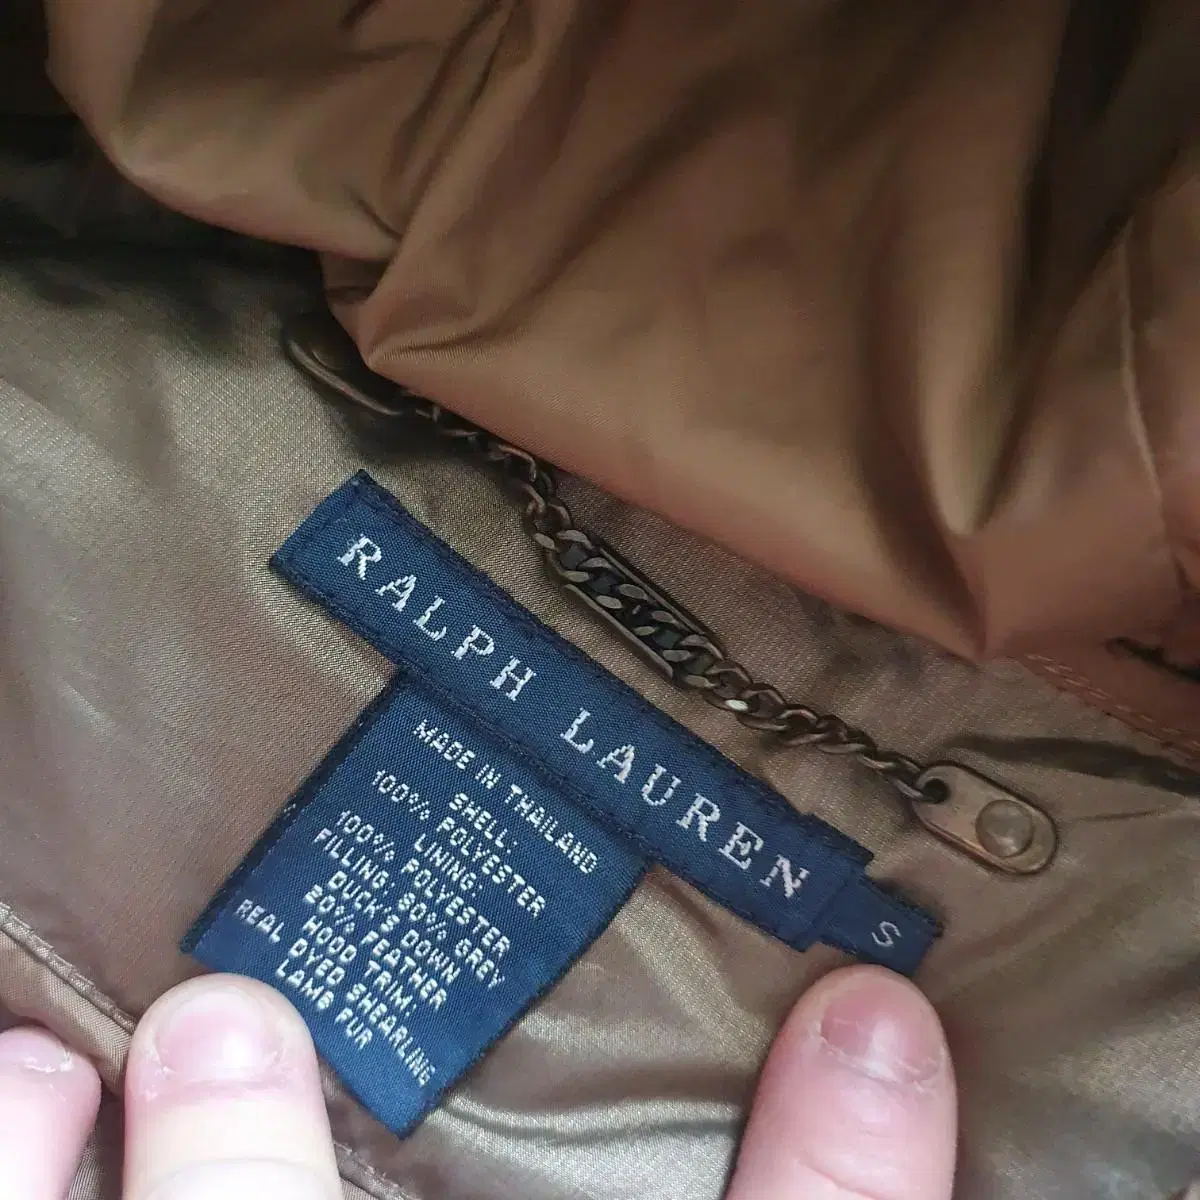 RALPH LAUREN
S
MADE IN THAILAND
SHELL:
100% POLYESTER
LINING:
100% POLYESTER
FILLING: 80% GREY
DUCK'S DOWN
20% FEATHER
HOOD TRIM:
REAL DYED SHEARLING
LAMB FUR